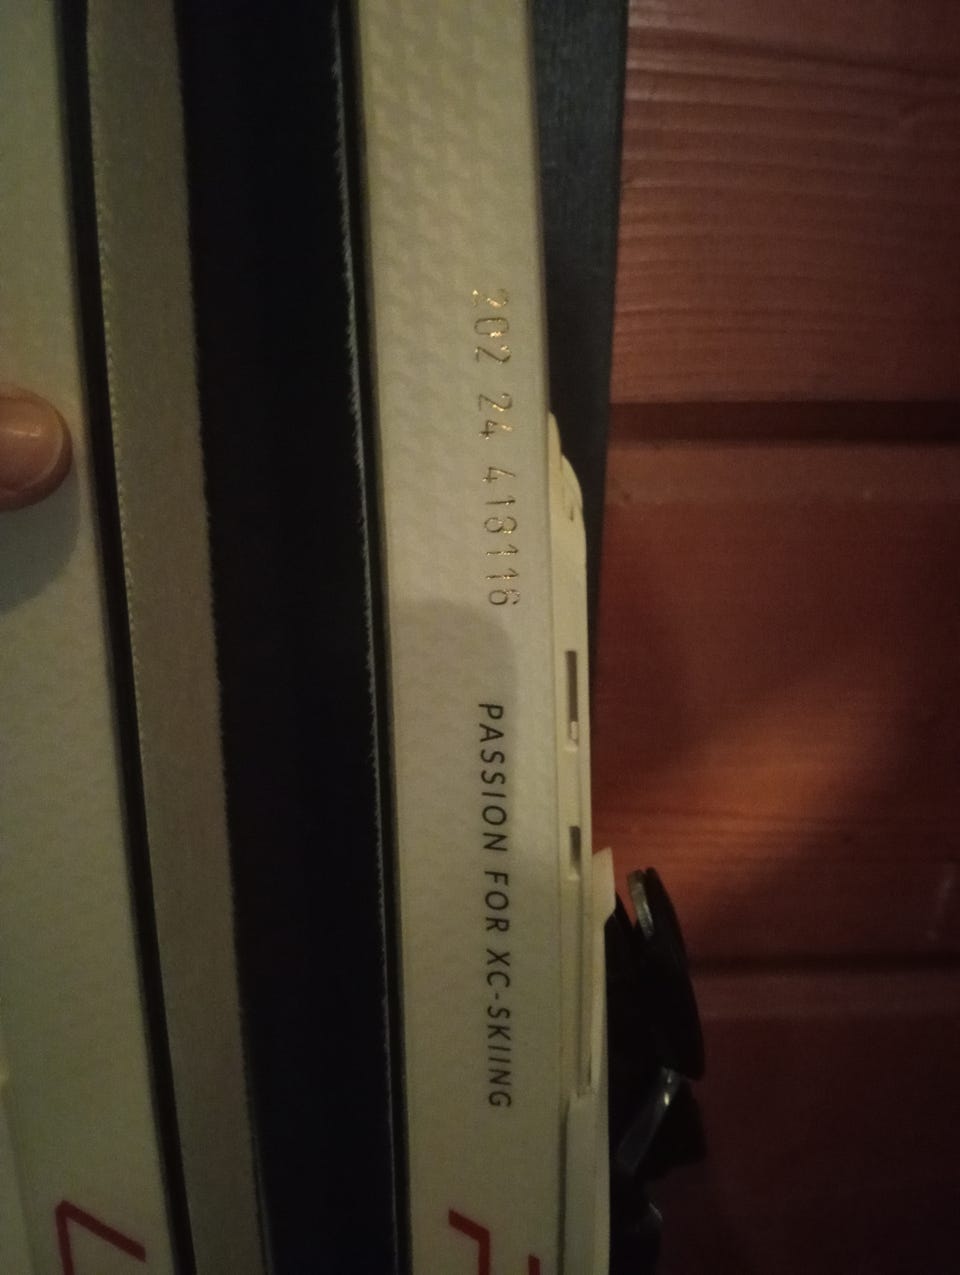 202 24 418116
PASSION FOR XC-SKIING